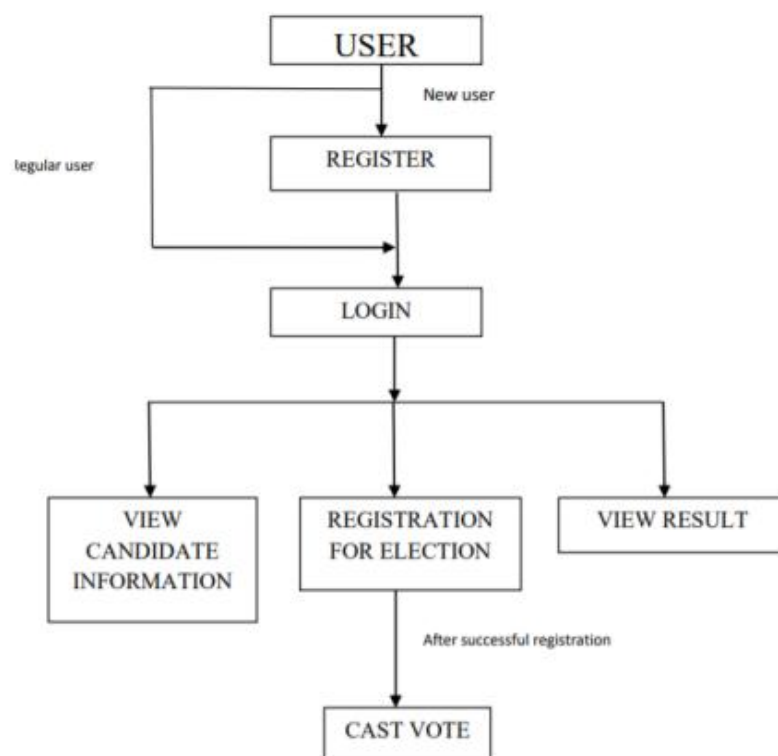 USER
New user
REGISTER
legular user
LOGIN
VIEW
CANDIDATE
INFORMATION
REGISTRATION
FOR ELECTION
VIEW RESULT
After successful registration
CAST VOTE